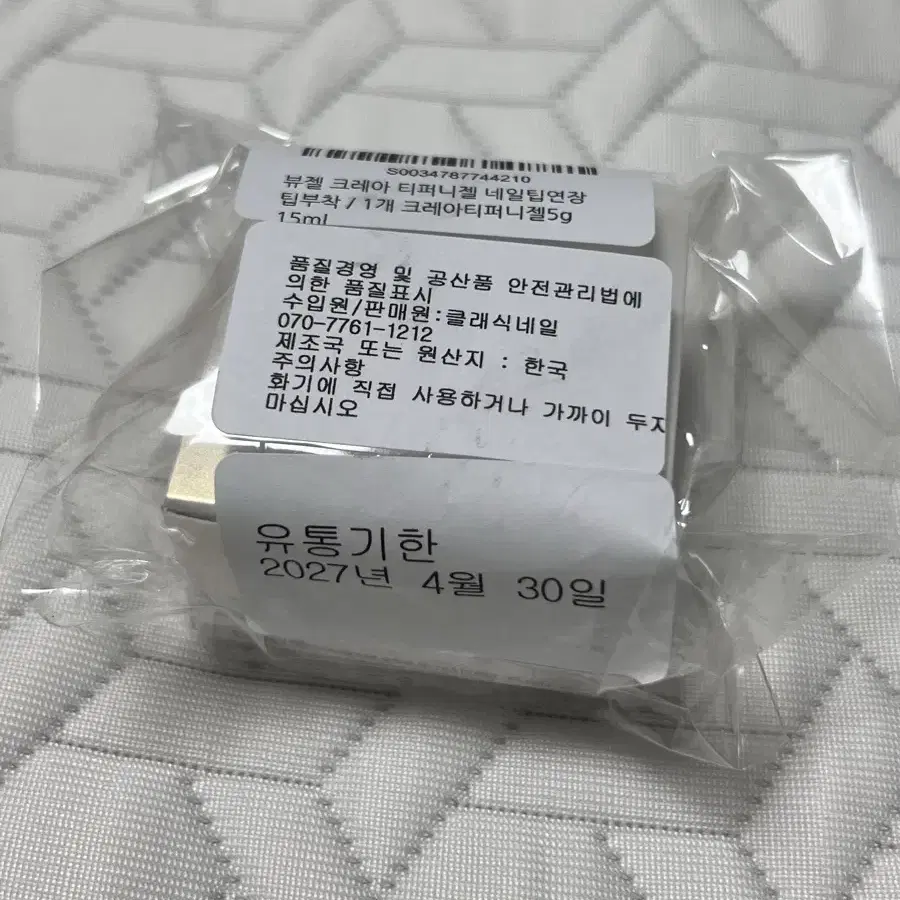 S0034787744210
뷰젤 크레아 티퍼니젤 네일팁연장
팁부착 / 1개 크레아티퍼니젤5g
15ml
품질경영 및 공산품 안전관리법에
의한 품질표시
수입원/판매원:클래식네일
070-7761-1212
제조국 또는 원산지 : 한국
주의사항
화기에 직접 사용하거나 가까이 두지
마십시오
유통기한
2027년 4월 30일